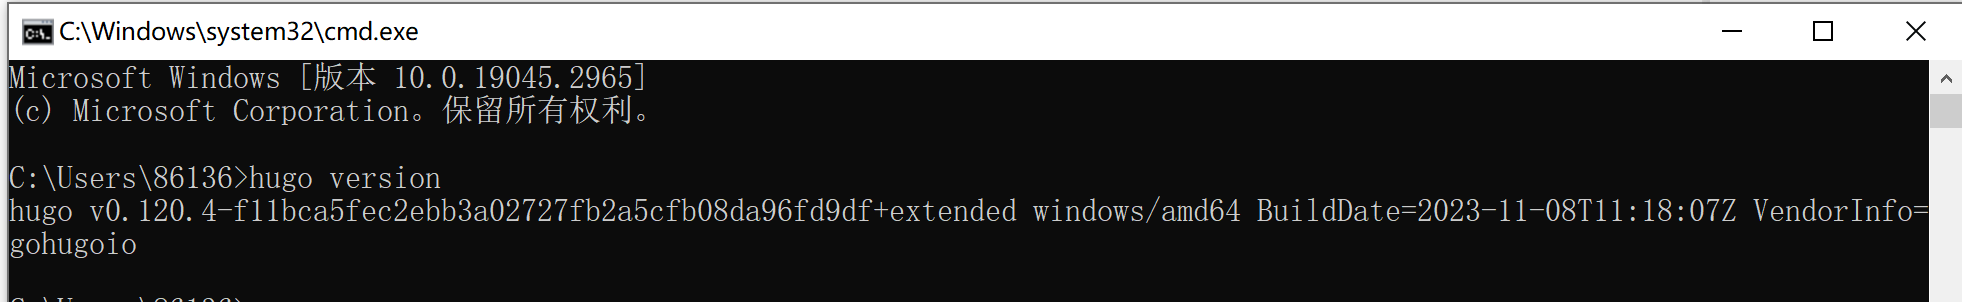 C:\Windows\system32\cmd.exe
Microsoft Windows [版本 10.0.19045.2965]
(c) Microsoft Corporation。保留所有权利。
C:\Users\86136>hugo version
hugo v0.120.4-f11bca5fec2ebb3a02727fb2a5cfb08da96fd9df+extended windows/amd64 BuildDate=2023-11-08T11:18:07Z VendorInfo=
gohugoio
C:\Users\86136>